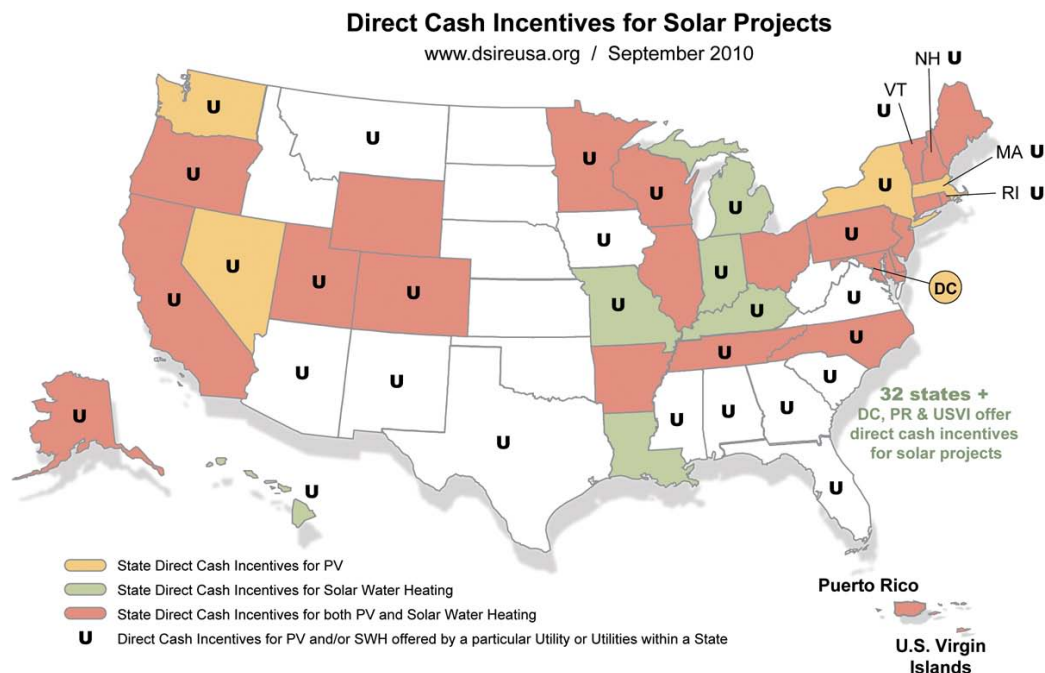 Direct Cash Incentives for Solar Projects
www.dsireusa.org / September 2010
NH U
VT
U
U
U
U
MA U
U
U
U
U
RI U
U
U
U
U
U
U
U
DC
U
U
U
U
U
U
U
U
U
U
U
U
U
32 states +
DC, PR & USVI offer
direct cash incentives
for solar projects
U
U
U
U
State Direct Cash Incentives for PV
State Direct Cash Incentives for Solar Water Heating
State Direct Cash Incentives for both PV and Solar Water Heating
U Direct Cash Incentives for PV and/or SWH offered by a particular Utility or Utilities within a State
Puerto Rico
U.S. Virgin
Islands